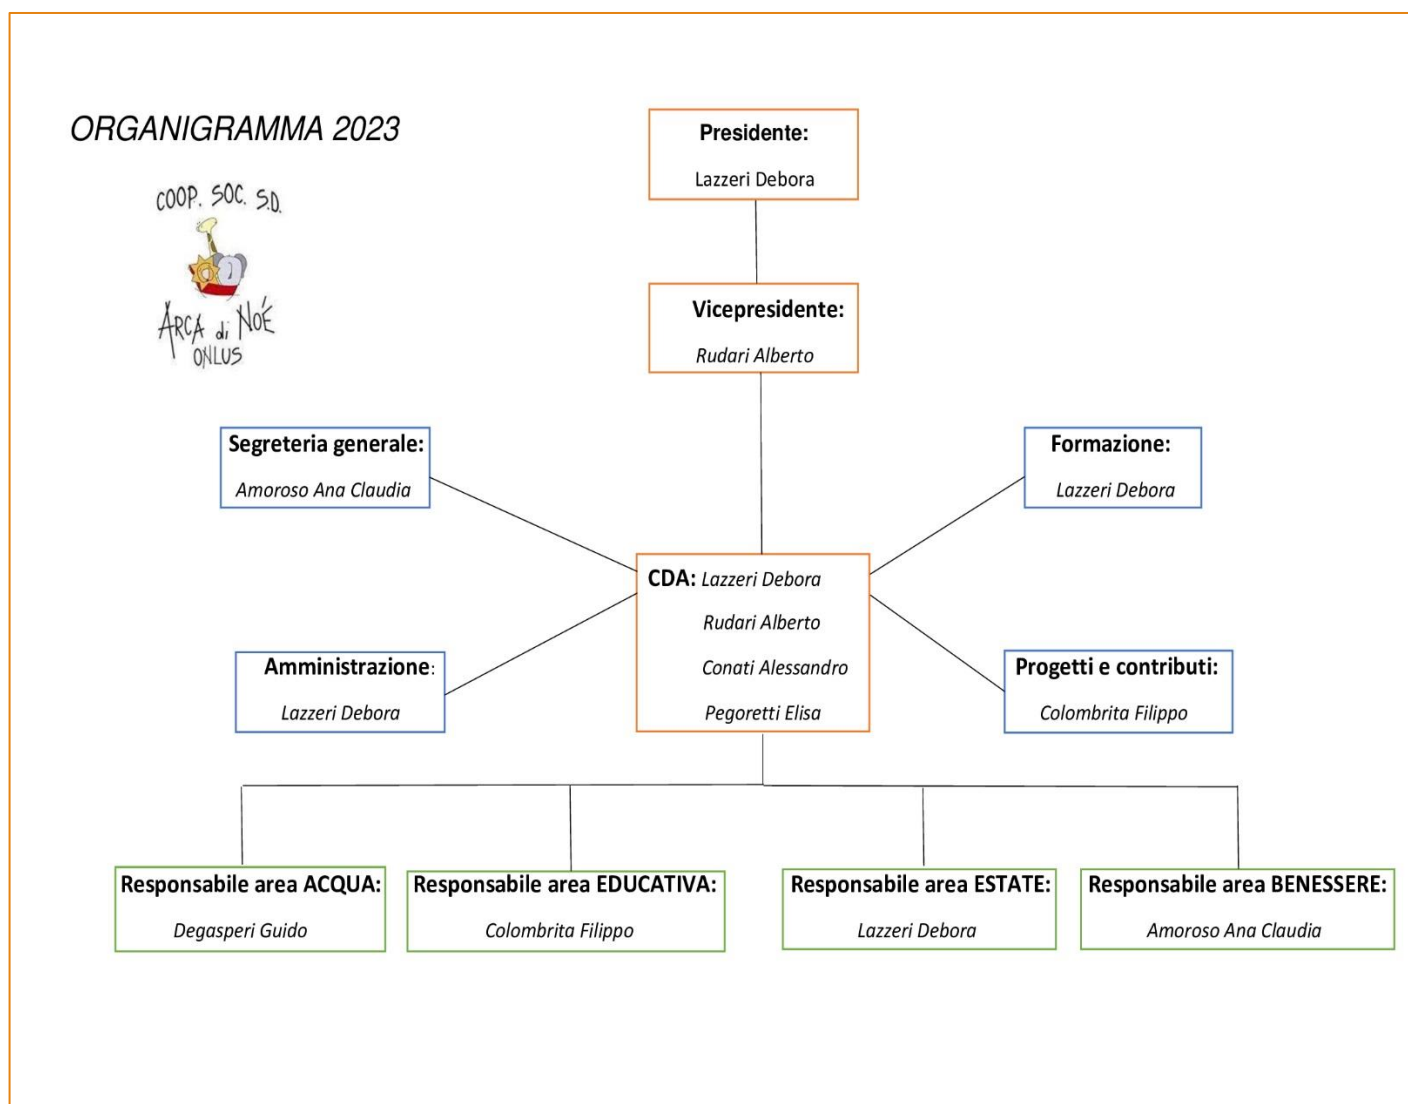 ORGANIGRAMMA 2023
COOP. SOC. S.D.
ARCA di NOÉ
ONLUS
Presidente:
Lazzeri Debora
Vicepresidente:
Rudari Alberto
Segreteria generale:
Amoroso Ana Claudia
Formazione:
Lazzeri Debora
CDA: Lazzeri Debora
Rudari Alberto
Conati Alessandro
Pegoretti Elisa
Amministrazione:
Lazzeri Debora
Progetti e contributi:
Colombrita Filippo
Responsabile area ACQUA:
Degasperi Guido
Responsabile area EDUCATIVA:
Colombrita Filippo
Responsabile area ESTATE:
Lazzeri Debora
Responsabile area BENESSERE:
Amoroso Ana Claudia